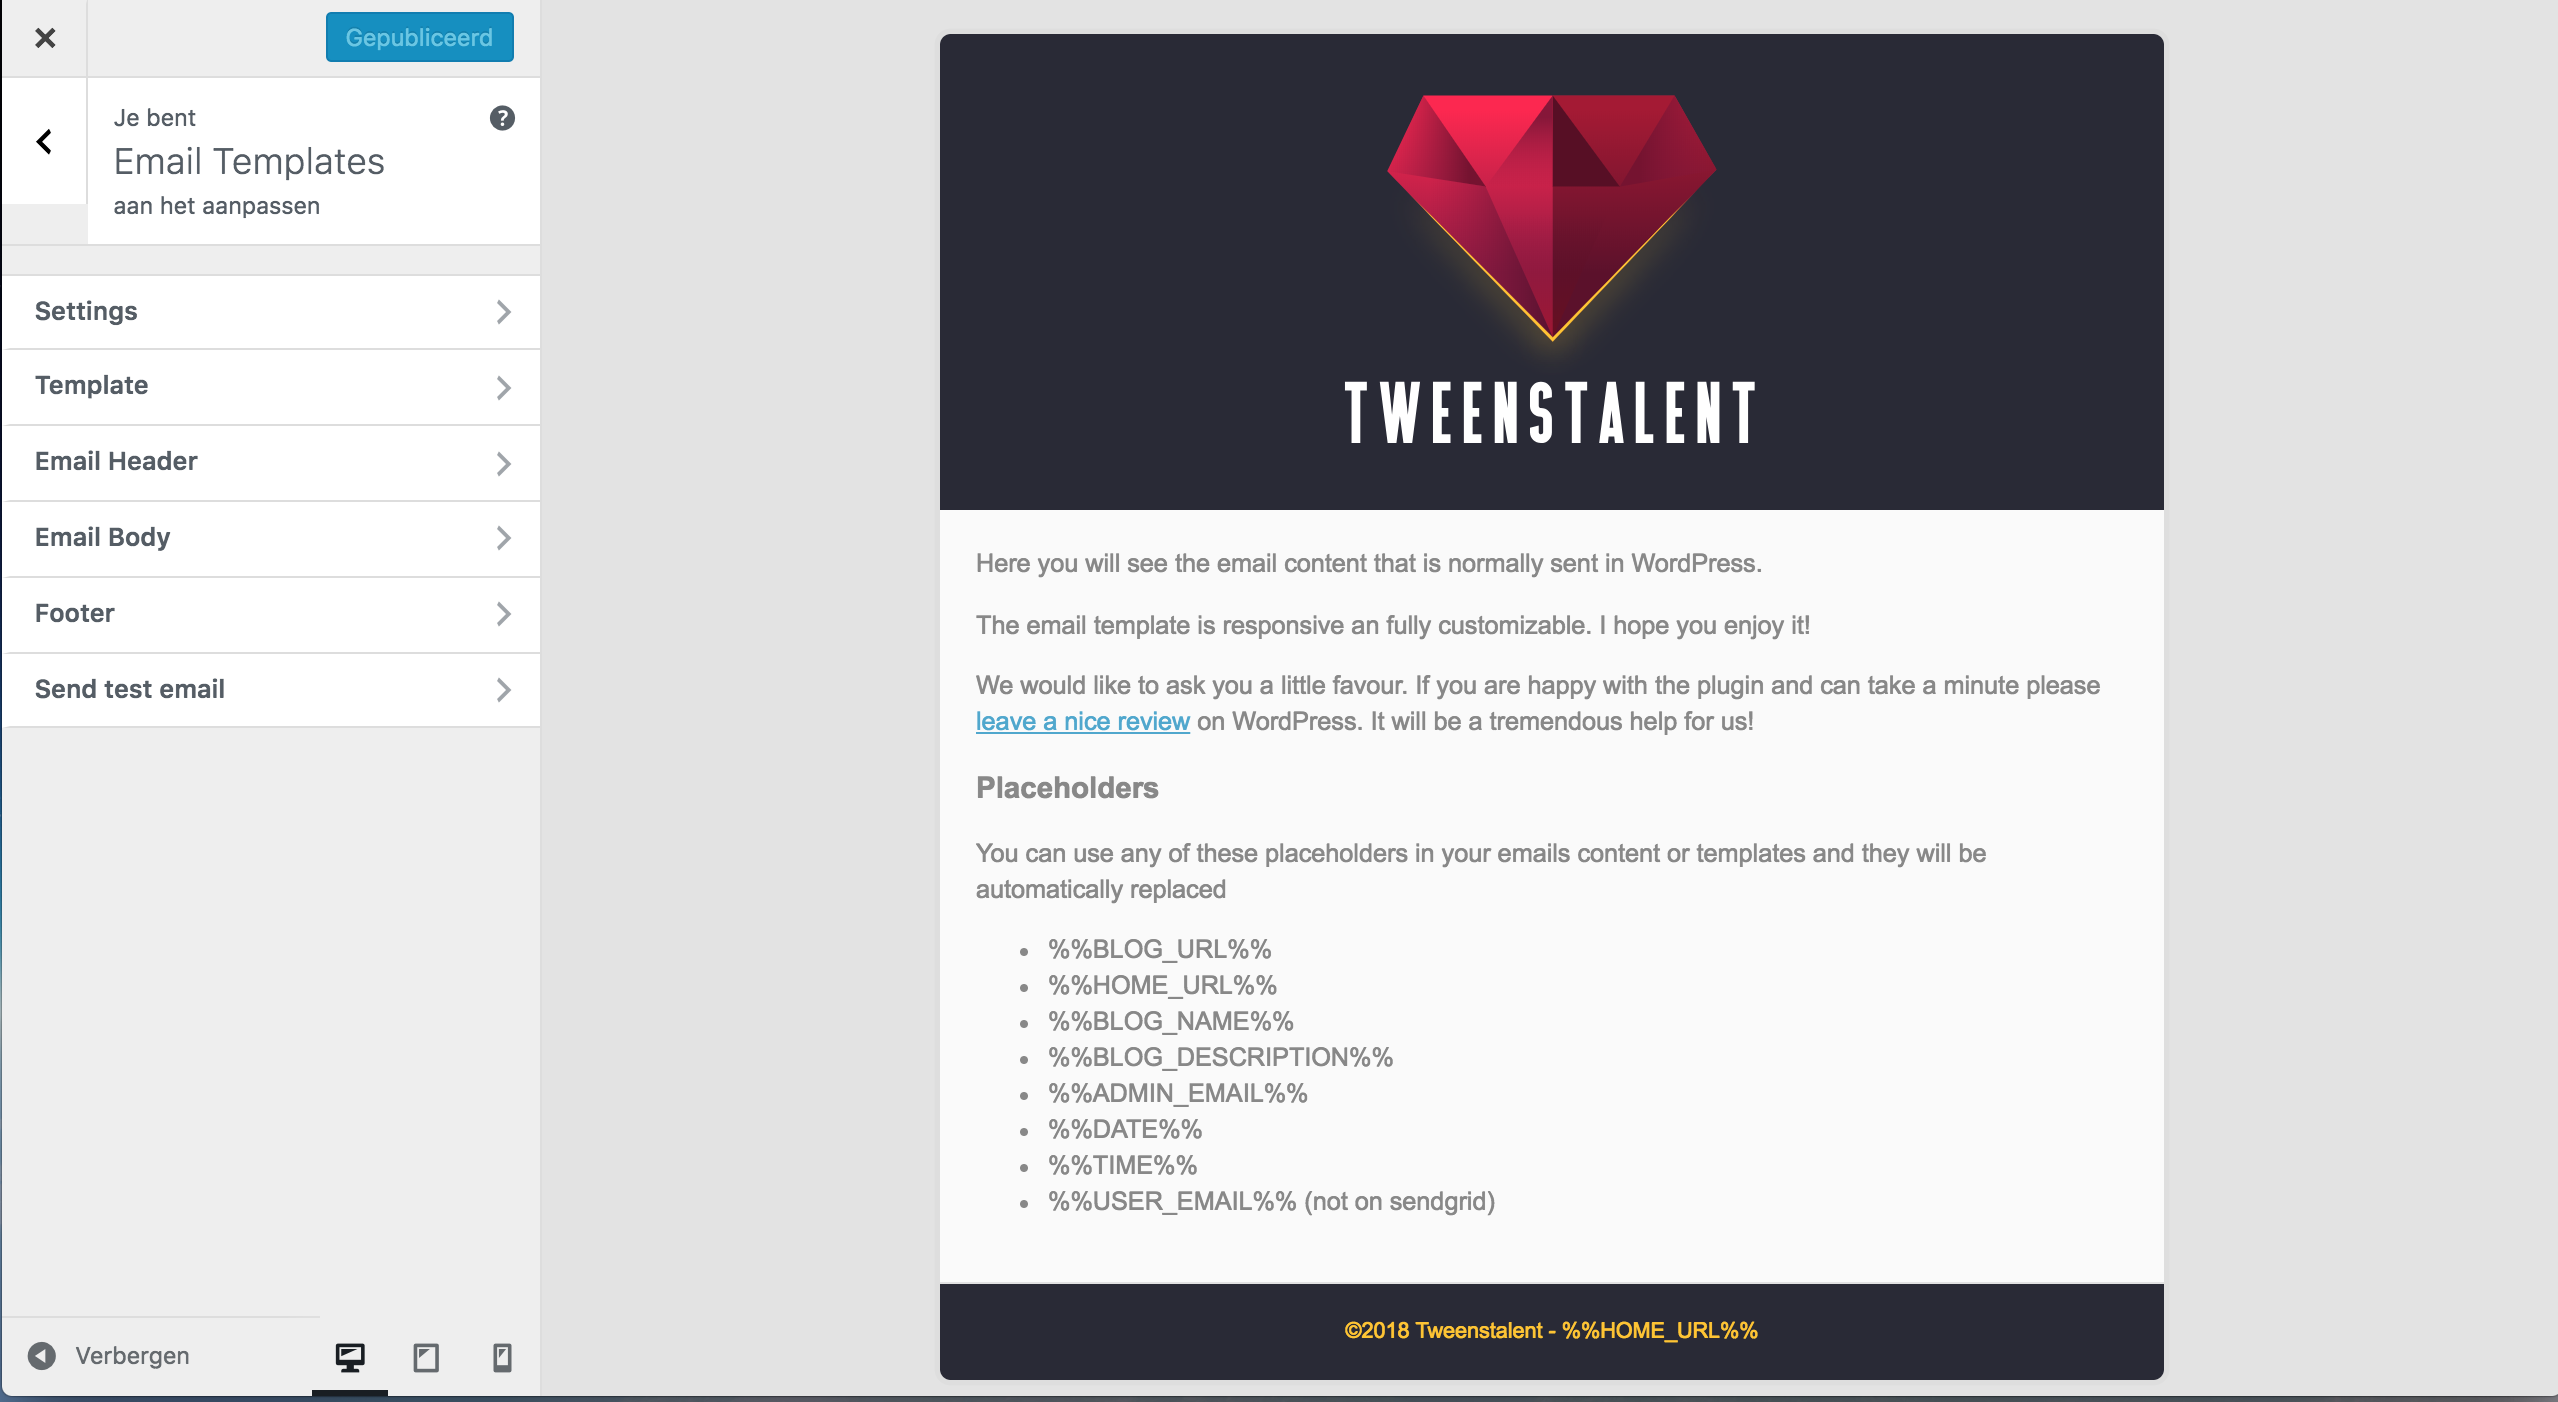 Gepubliceerd
Je bent
Email Templates
aan het aanpassen
Settings
Template
Email Header
Email Body
Footer
Send test email
Verbergen
TWEENSTALENT
Here you will see the email content that is normally sent in WordPress.
The email template is responsive an fully customizable. I hope you enjoy it!
We would like to ask you a little favour. If you are happy with the plugin and can take a minute please
leave a nice review on WordPress. It will be a tremendous help for us!
Placeholders
You can use any of these placeholders in your emails content or templates and they will be
automatically replaced
• %%BLOG_URL%%
• %%HOME_URL%%
• %%BLOG_NAME%%
• %%BLOG_DESCRIPTION%%
• %%ADMIN_EMAIL%%
• %%DATE%%
• %%TIME%%
• %%USER_EMAIL%% (not on sendgrid)
©2018 Tweenstalent - %%HOME_URL%%